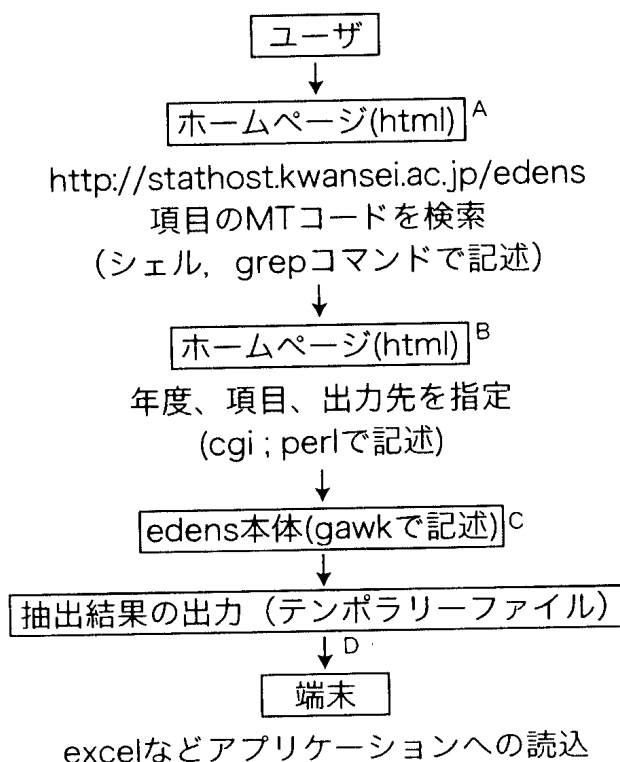 ユーザ
ホームページ(html) A
http://stathost.kwansei.ac.jp/edens
項目のMTコードを検索
（シェル，grepコマンドで記述）
ホームページ(html) B
年度、項目、出力先を指定
(cgi ; perlで記述)
edens本体(gawkで記述) C
抽出結果の出力（テンポラリーファイル）
D
端末
excelなどアプリケーションへの読込